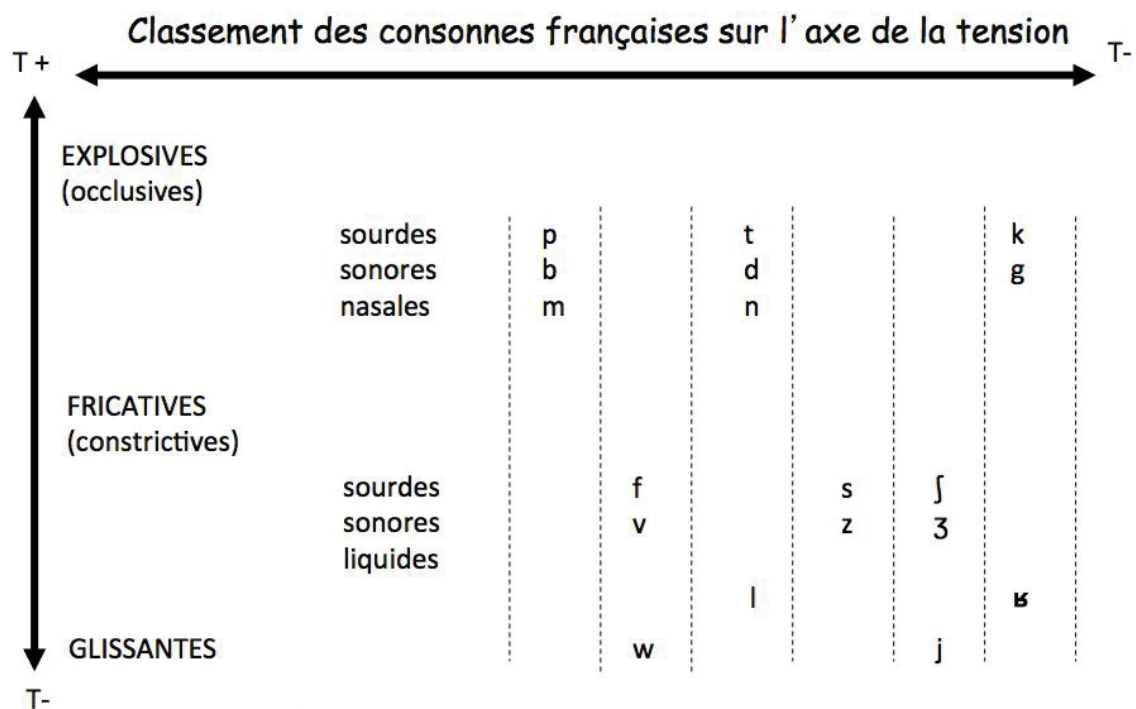 Classement des consonnes françaises sur l'axe de la tension
T + T-
EXPLOSIVES
(occlusives)
sourdes p t k
sonores b d g
nasales m n
FRICATIVES
(constrictives)
sourdes f s ʃ
sonores v z ʒ
liquides
l ʁ
GLISSANTES w j
T-